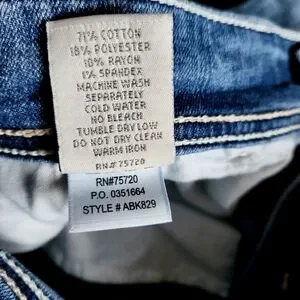 71% COTTON
18% POLYESTER
10% RAYON
1% SPANDEX
MACHINE WASH
SEPARATELY
COLD WATER
NO BLEACH
TUMBLE DRY LOW
DO NOT DRY CLEAN
WARM IRON
RN# 75720
RN#75720
P.O. 0351664
STYLE # ABK829